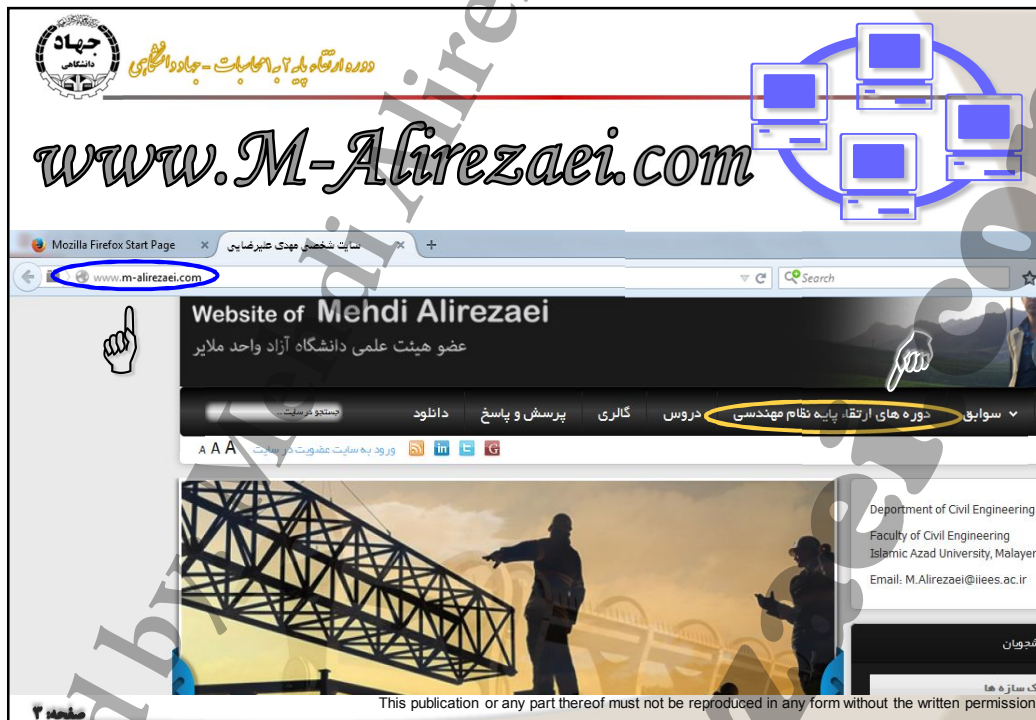 جهاد
دانشگاهی
دوره ارتقاء پایه ۲ به ۱ محاسبات - جهاد دانشگاهی
www.M-Alirezaei.com
Mozilla Firefox Start Page
سایت شخصی مهدی علیرضایی
www.m-alirezaei.com
Search
Website of Mehdi Alirezaei
عضو هیئت علمی دانشگاه آزاد واحد ملایر
سوابق دوره های ارتقاء پایه نظام مهندسی دروس گالری پرسش و پاسخ دانلود جستجو در سایت...
A A A ورود به سایت عضویت در سایت
Deportment of Civil Engineering
Faculty of Civil Engineering
Islamic Azad University, Malayer
Email: M.Alirezaei@iiees.ac.ir
This publication or any part thereof must not be reproduced in any form without the written permission
صفحه: ۳